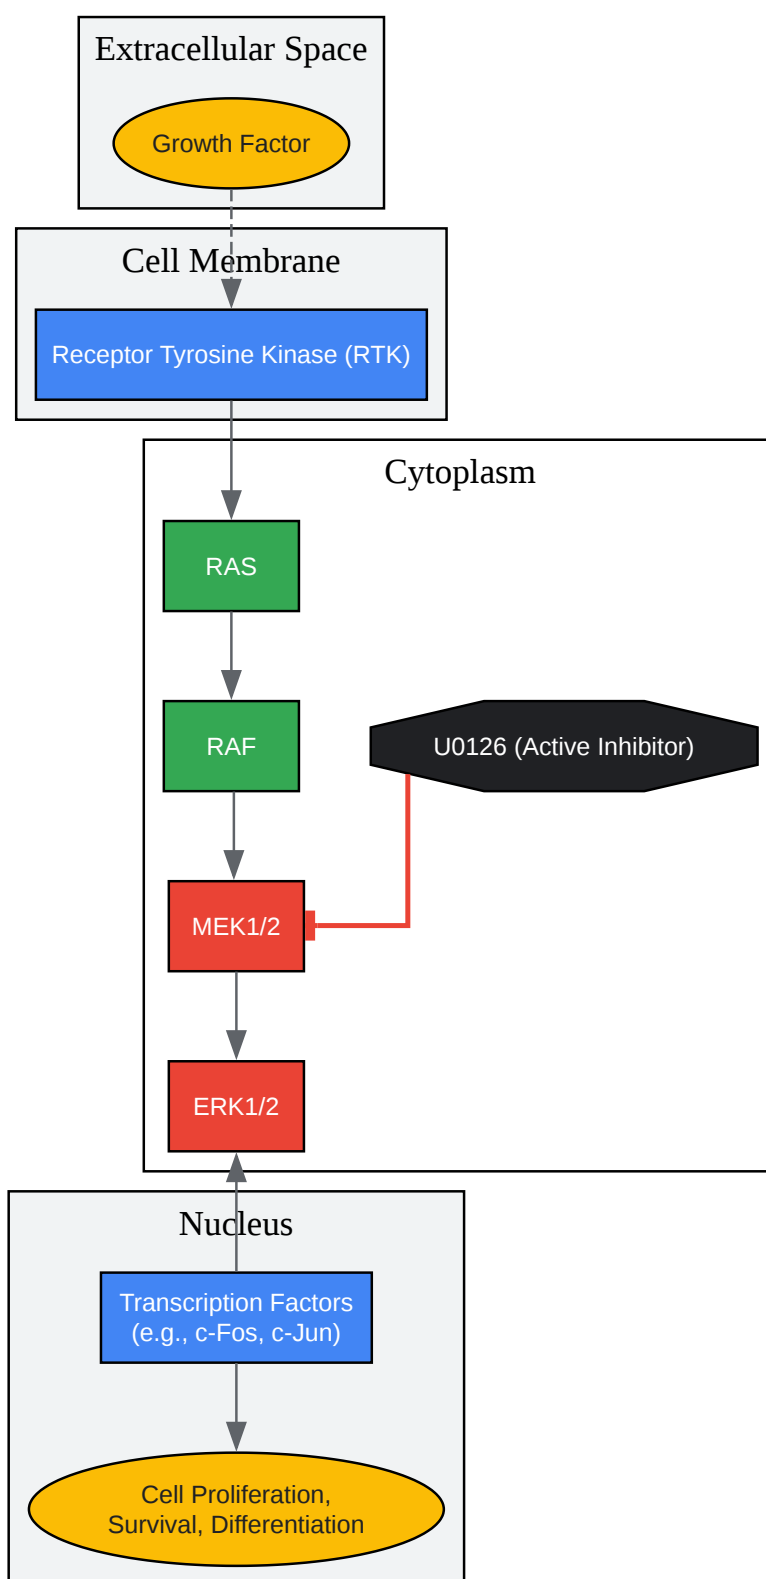 Extracellular Space
Growth Factor
Cell Membrane
Receptor Tyrosine Kinase (RTK)
Cytoplasm
RAS
RAF
U0126 (Active Inhibitor)
MEK1/2
ERK1/2
Nucleus
Transcription Factors
(e.g., c-Fos, c-Jun)
Cell Proliferation,
Survival, Differentiation